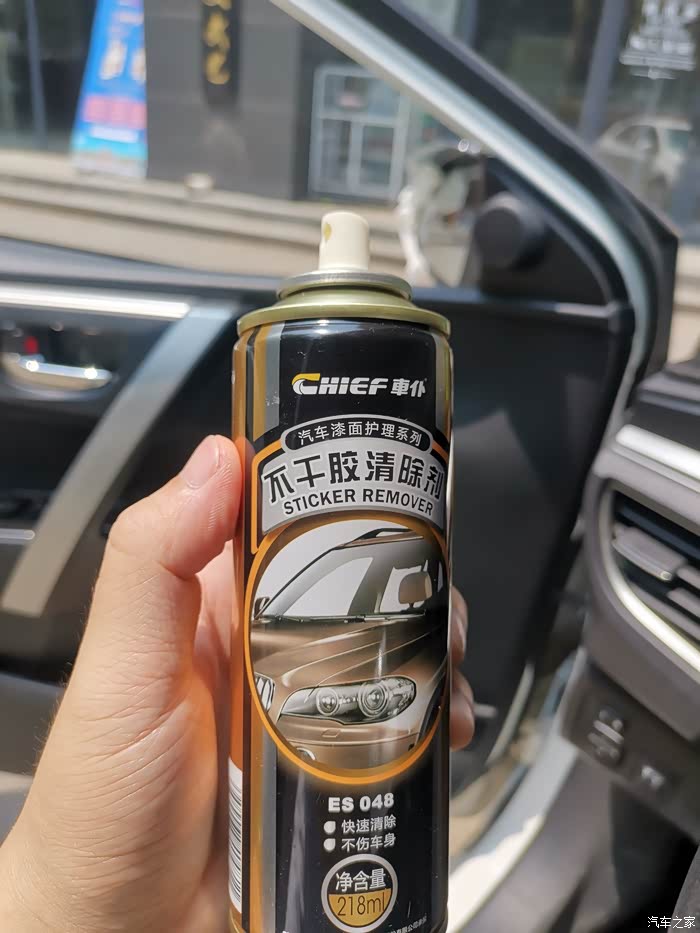 CHIEF 車仆
汽车漆面护理系列
不干胶清除剂
STICKER REMOVER
ES 048
快速清除
不伤车身
净含量
218ml
汽车之家